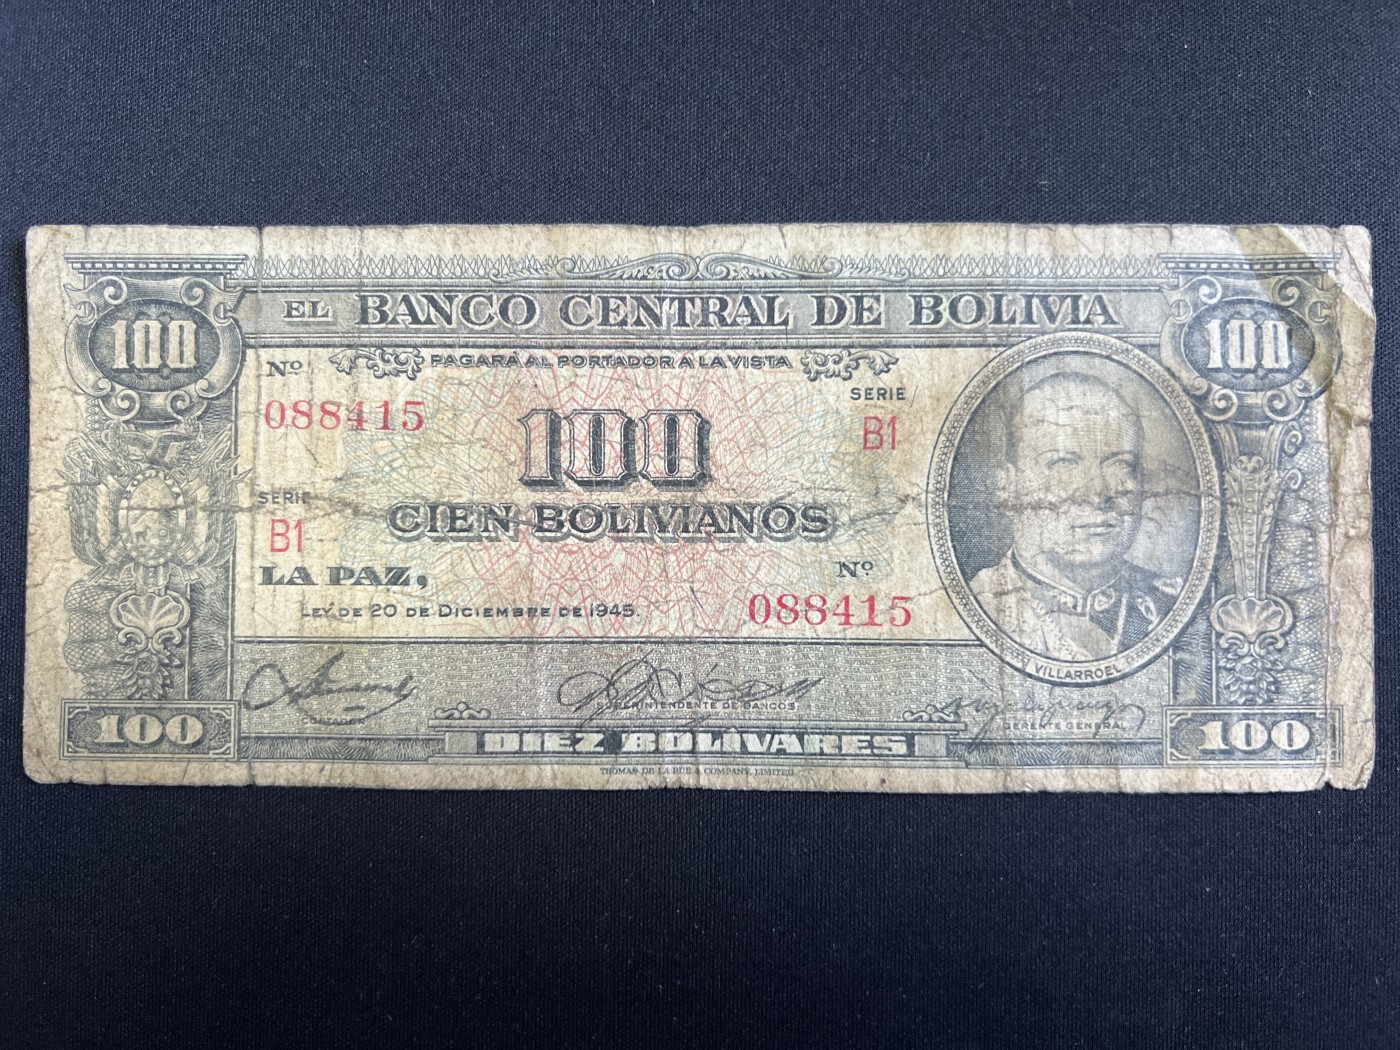 100
EL BANCO CENTRAL DE BOLIVIA
100
Nº PAGARÁ AL PORTADOR A LA VISTA
088415
100
SERIE
B1
SERIE
B1
CIEN BOLIVIANOS
LA PAZ,
Nº
LEY DE 20 DE DICIEMBRE DE 1945.
088415
VILLARROEL
CONTADOR
SUPERINTENDENTE DE BANCOS
GERENTE GENERAL
100
DIEZ BOLÍVARES
100
THOMAS DE LA RUE & COMPANY, LIMITED